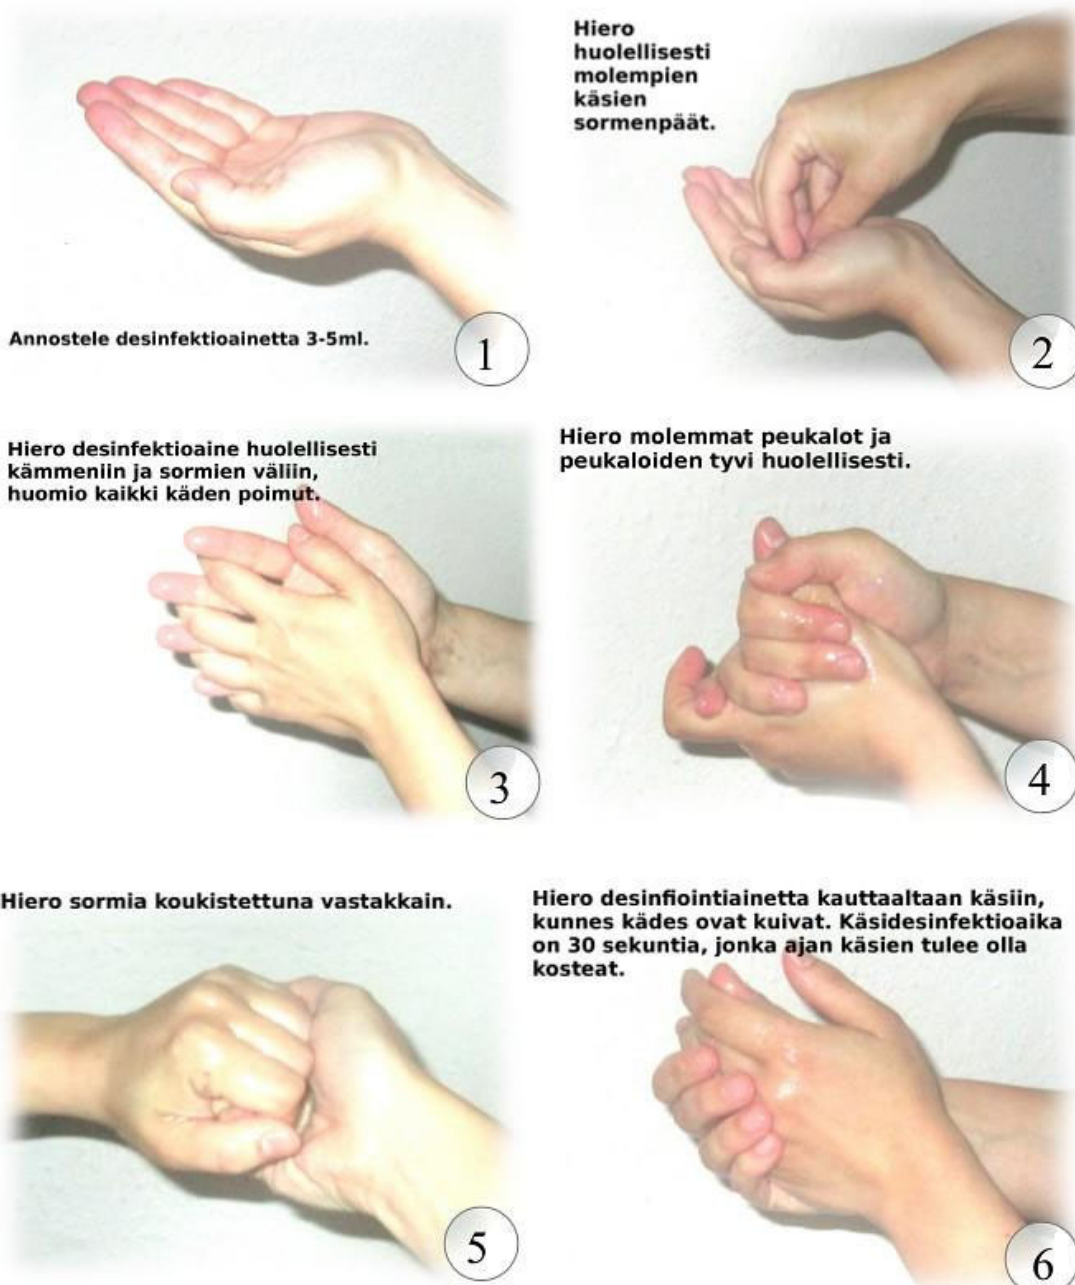 Annostele desinfektioainetta 3-5ml.
1
Hiero
huolellisesti
molempien
käsien
sormenpäät.
2
Hiero desinfektioaine huolellisesti
kämmeniin ja sormien väliin,
huomio kaikki käden poimut.
3
Hiero molemmat peukalot ja
peukaloiden tyvi huolellisesti.
4
Hiero sormia koukistettuna vastakkain.
5
Hiero desinfiointiainetta kauttaaltaan käsiin,
kunnes kädes ovat kuivat. Käsidesinfektioaika
on 30 sekuntia, jonka ajan käsien tulee olla
kosteat.
6